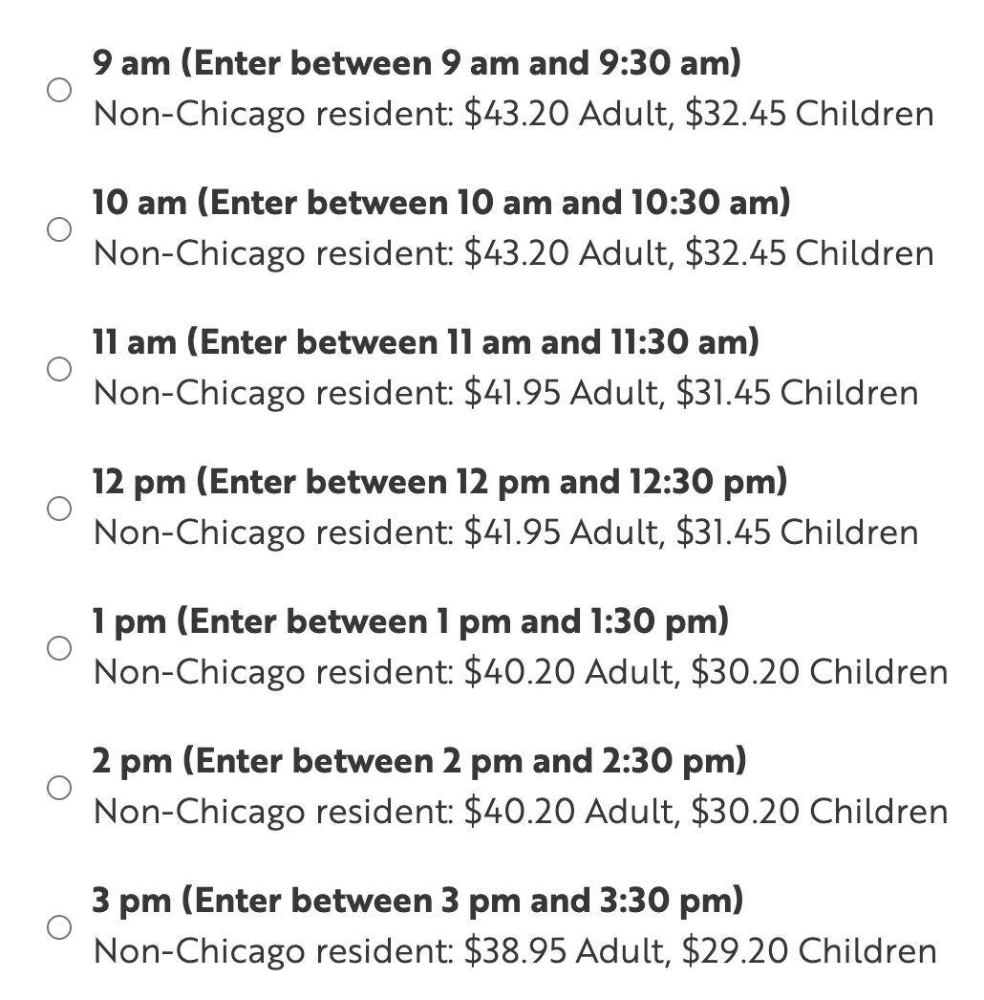 9 am (Enter between 9 am and 9:30 am)
Non-Chicago resident: $43.20 Adult, $32.45 Children
10 am (Enter between 10 am and 10:30 am)
Non-Chicago resident: $43.20 Adult, $32.45 Children
11 am (Enter between 11 am and 11:30 am)
Non-Chicago resident: $41.95 Adult, $31.45 Children
12 pm (Enter between 12 pm and 12:30 pm)
Non-Chicago resident: $41.95 Adult, $31.45 Children
1 pm (Enter between 1 pm and 1:30 pm)
Non-Chicago resident: $40.20 Adult, $30.20 Children
2 pm (Enter between 2 pm and 2:30 pm)
Non-Chicago resident: $40.20 Adult, $30.20 Children
3 pm (Enter between 3 pm and 3:30 pm)
Non-Chicago resident: $38.95 Adult, $29.20 Children